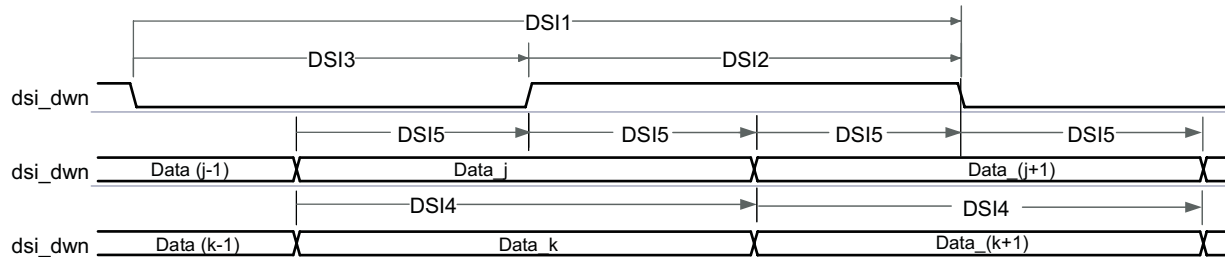 DSI1
DSI3 DSI2
dsi_dwn
DSI5 DSI5 DSI5 DSI5
dsi_dwn Data (j-1) Data_j Data_(j+1)
DSI4 DSI4
dsi_dwn Data (k-1) Data_k Data_(k+1)